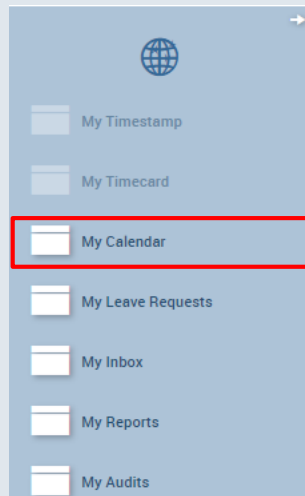 My Timestamp
My Timecard
My Calendar
My Leave Requests
My Inbox
My Reports
My Audits